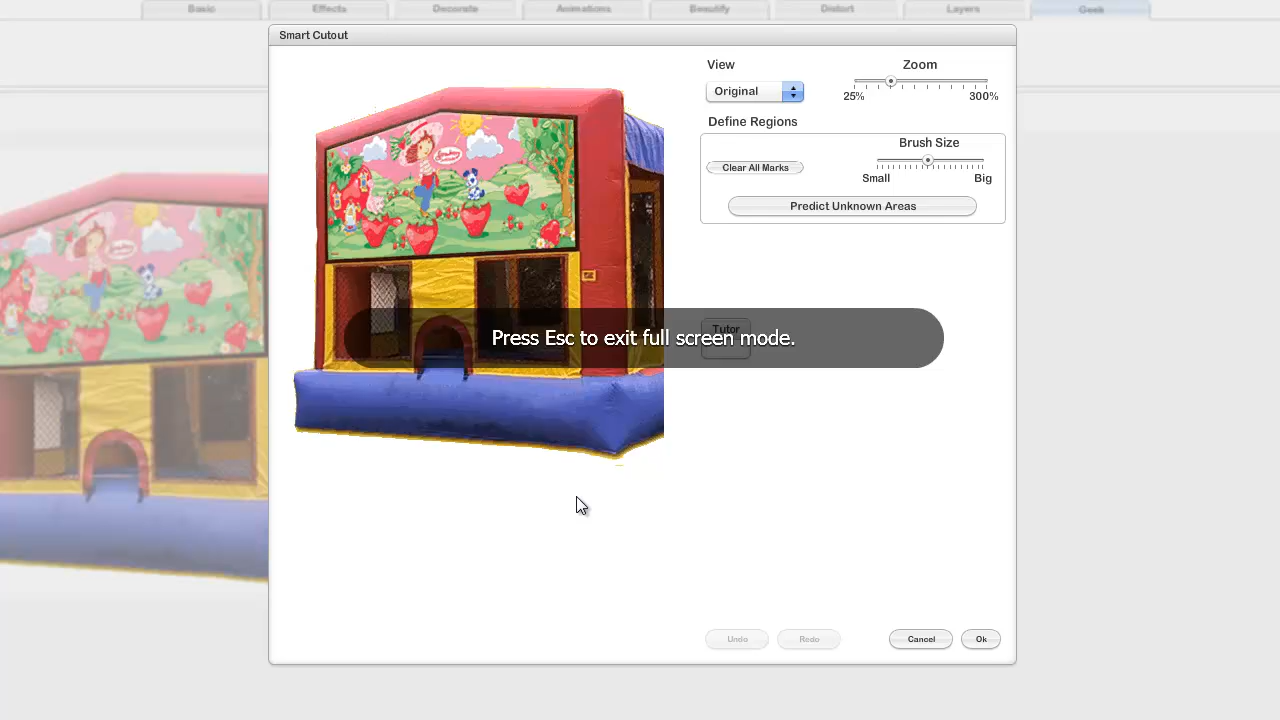 Basic
Effects
Decorate
Animations
Beautify
Distort
Layers
Geek
Smart Cutout
View
Zoom
Original
25%
300%
Define Regions
Brush Size
Clear All Marks
Small
Big
Predict Unknown Areas
Tutor
Press Esc to exit full screen mode.
Undo
Redo
Cancel
Ok